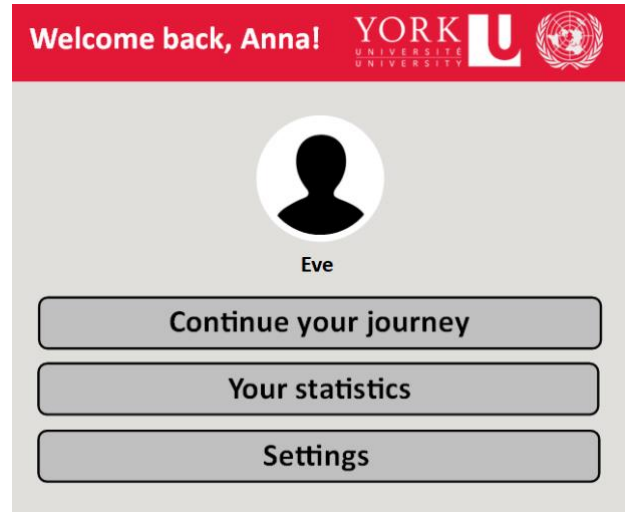 Welcome back, Anna!
YORK U
UNIVERSITÉ
UNIVERSITY
Eve
Continue your journey
Your statistics
Settings